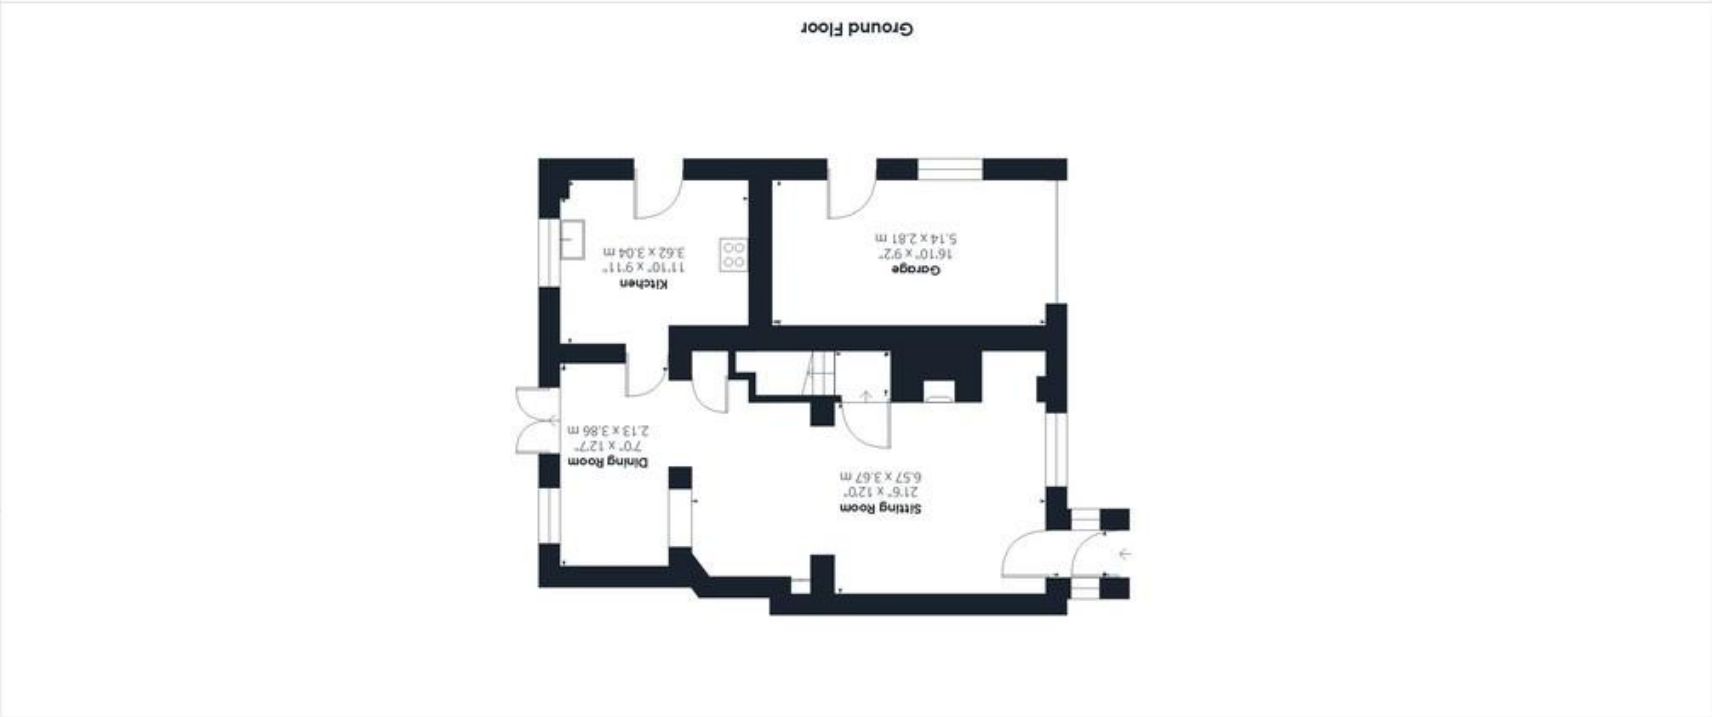 Ground Floor
Sitting Room
21'6" x 12'0"
6.57 x 3.67 m
Dining Room
7'0" x 12'7"
2.13 x 3.86 m
Kitchen
11'10" x 9'11"
3.62 x 3.04 m
Garage
16'10" x 9'2"
5.14 x 2.81 m